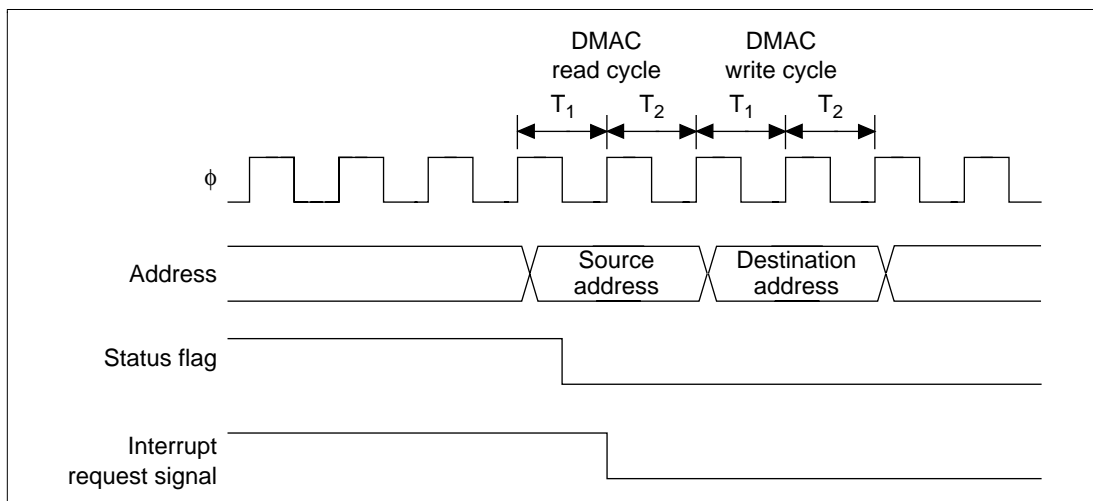 DMAC
read cycle
DMAC
write cycle
T1
T2
T1
T2
ϕ
Address
Source
address
Destination
address
Status flag
Interrupt
request signal